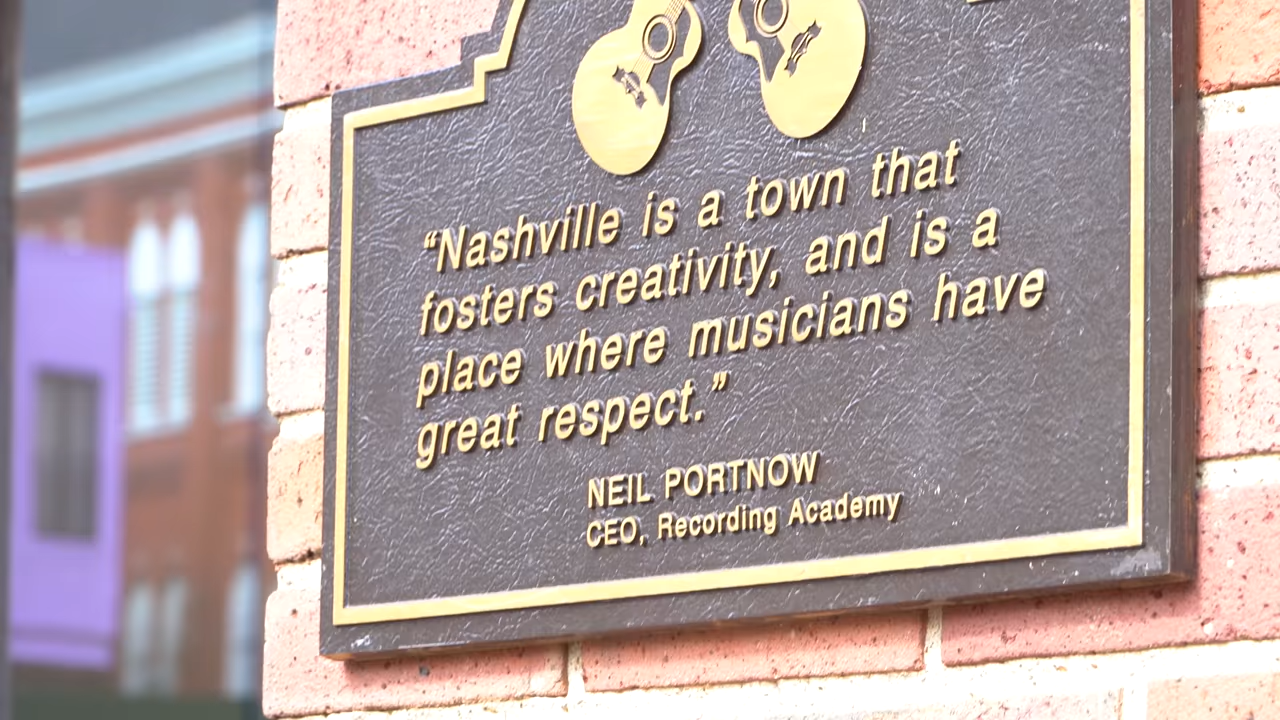 “Nashville is a town that
fosters creativity, and is a
place where musicians have
great respect.”
NEIL PORTNOW
CEO, Recording Academy